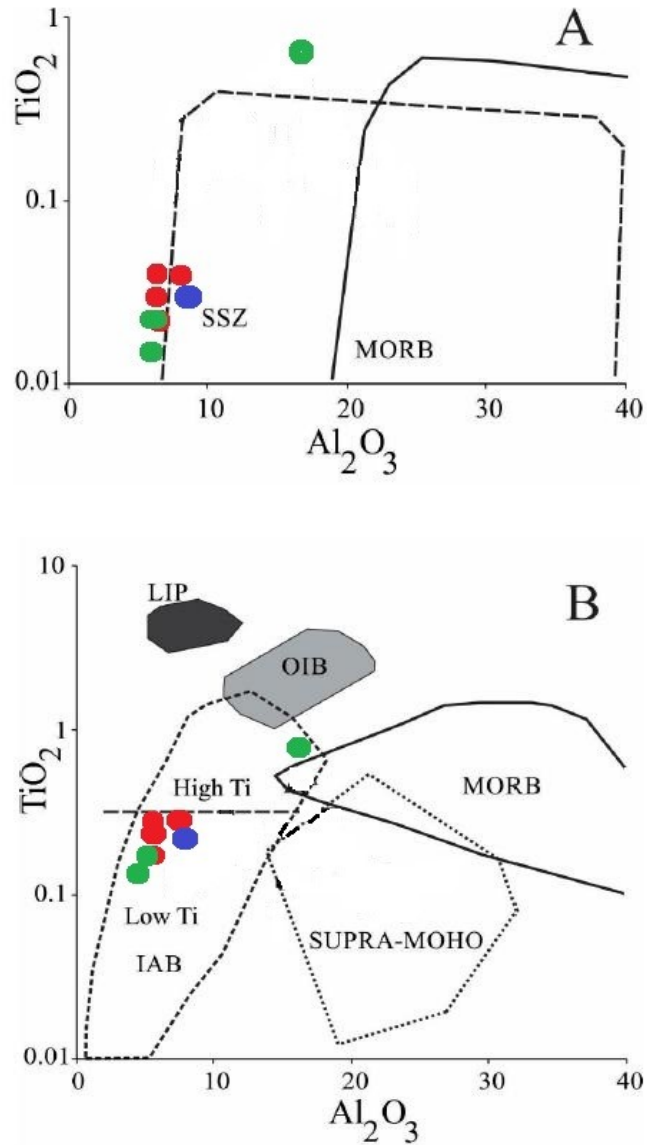 A
TiO2
1
0.1
0.01
SSZ
MORB
0
10
20
30
40
Al2O3
B
TiO2
10
1
0.1
0.01
LIP
OIB
High Ti
MORB
Low Ti
SUPRA-MOHO
IAB
0
10
20
30
40
Al2O3